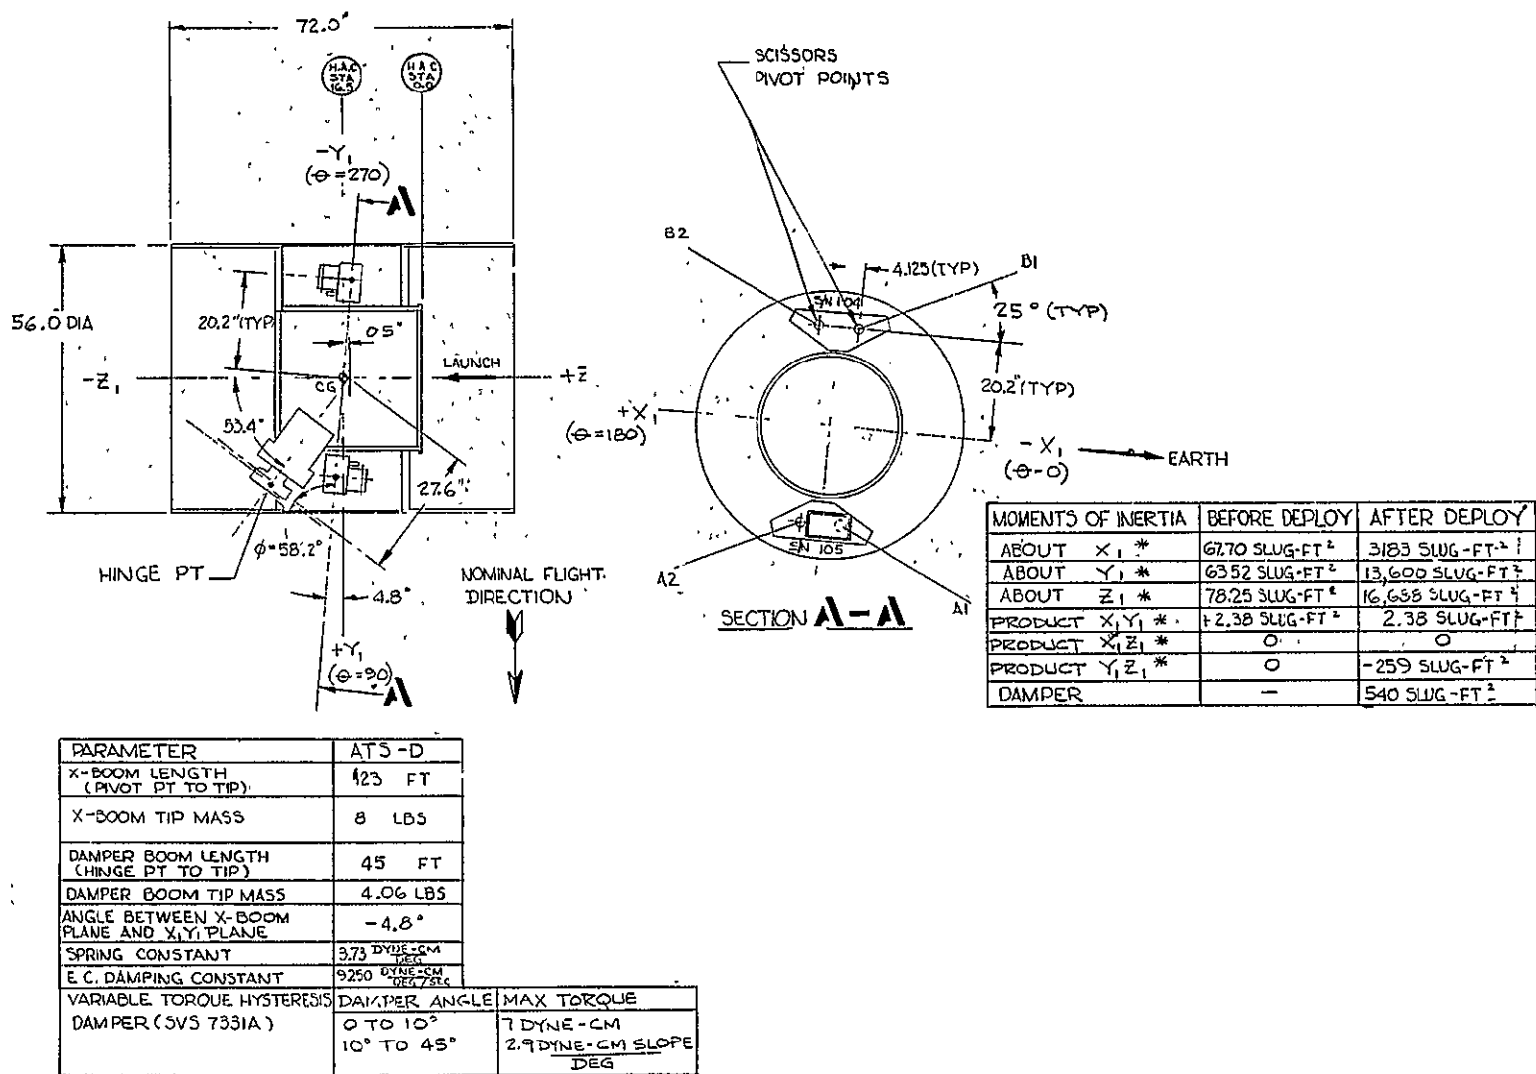 72.0"
H.A.C STA 16.5
H.A.C STA 0.0
-Y₁
(Θ=270)
A
56.0 DIA
20.2"(TYP
05"
LAUNCH
-Z₁
CG
+Z
53.4°
27.6"
φ=58.2°
HINGE PT
4.8°
NOMINAL FLIGHT
DIRECTION
+Y₁
(Θ=90)
A
SCISSORS
PIVOT POINTS
B2
4.125(TYP)
B1
S/N 104
25°(TYP)
20.2"(TYP)
+X₁
(Θ=180)
-X₁
(Θ-0)
EARTH
S/N 105
A2
A1
SECTION A-A
MOMENTS OF INERTIA BEFORE DEPLOY AFTER DEPLOY
ABOUT X₁ * 67.70 SLUG-FT² 3183 SLUG-FT²
ABOUT Y₁ * 63.52 SLUG-FT² 13,600 SLUG-FT²
ABOUT Z₁ * 78.25 SLUG-FT² 16,658 SLUG-FT²
PRODUCT X₁Y₁ * +2.38 SLUG-FT² 2.38 SLUG-FT²
PRODUCT X₁Z₁ * 0 0
PRODUCT Y₁Z₁ * 0 -259 SLUG-FT²
DAMPER - 540 SLUG-FT²
PARAMETER ATS-D
X-BOOM LENGTH
(PIVOT PT TO TIP) 123 FT
X-BOOM TIP MASS 8 LBS
DAMPER BOOM LENGTH
(HINGE PT TO TIP) 45 FT
DAMPER BOOM TIP MASS 4.06 LBS
ANGLE BETWEEN X-BOOM
PLANE AND X₁Y₁ PLANE -4.8°
SPRING CONSTANT 3.73 DYNE-CM/DEG
E.C. DAMPING CONSTANT 9250 DYNE-CM/DEG/SEC
VARIABLE TORQUE HYSTERESIS DAMPER ANGLE MAX TORQUE
DAMPER (SVS 7331A) 0 TO 10° 7 DYNE-CM
10° TO 45° 2.9 DYNE-CM SLOPE
DEG